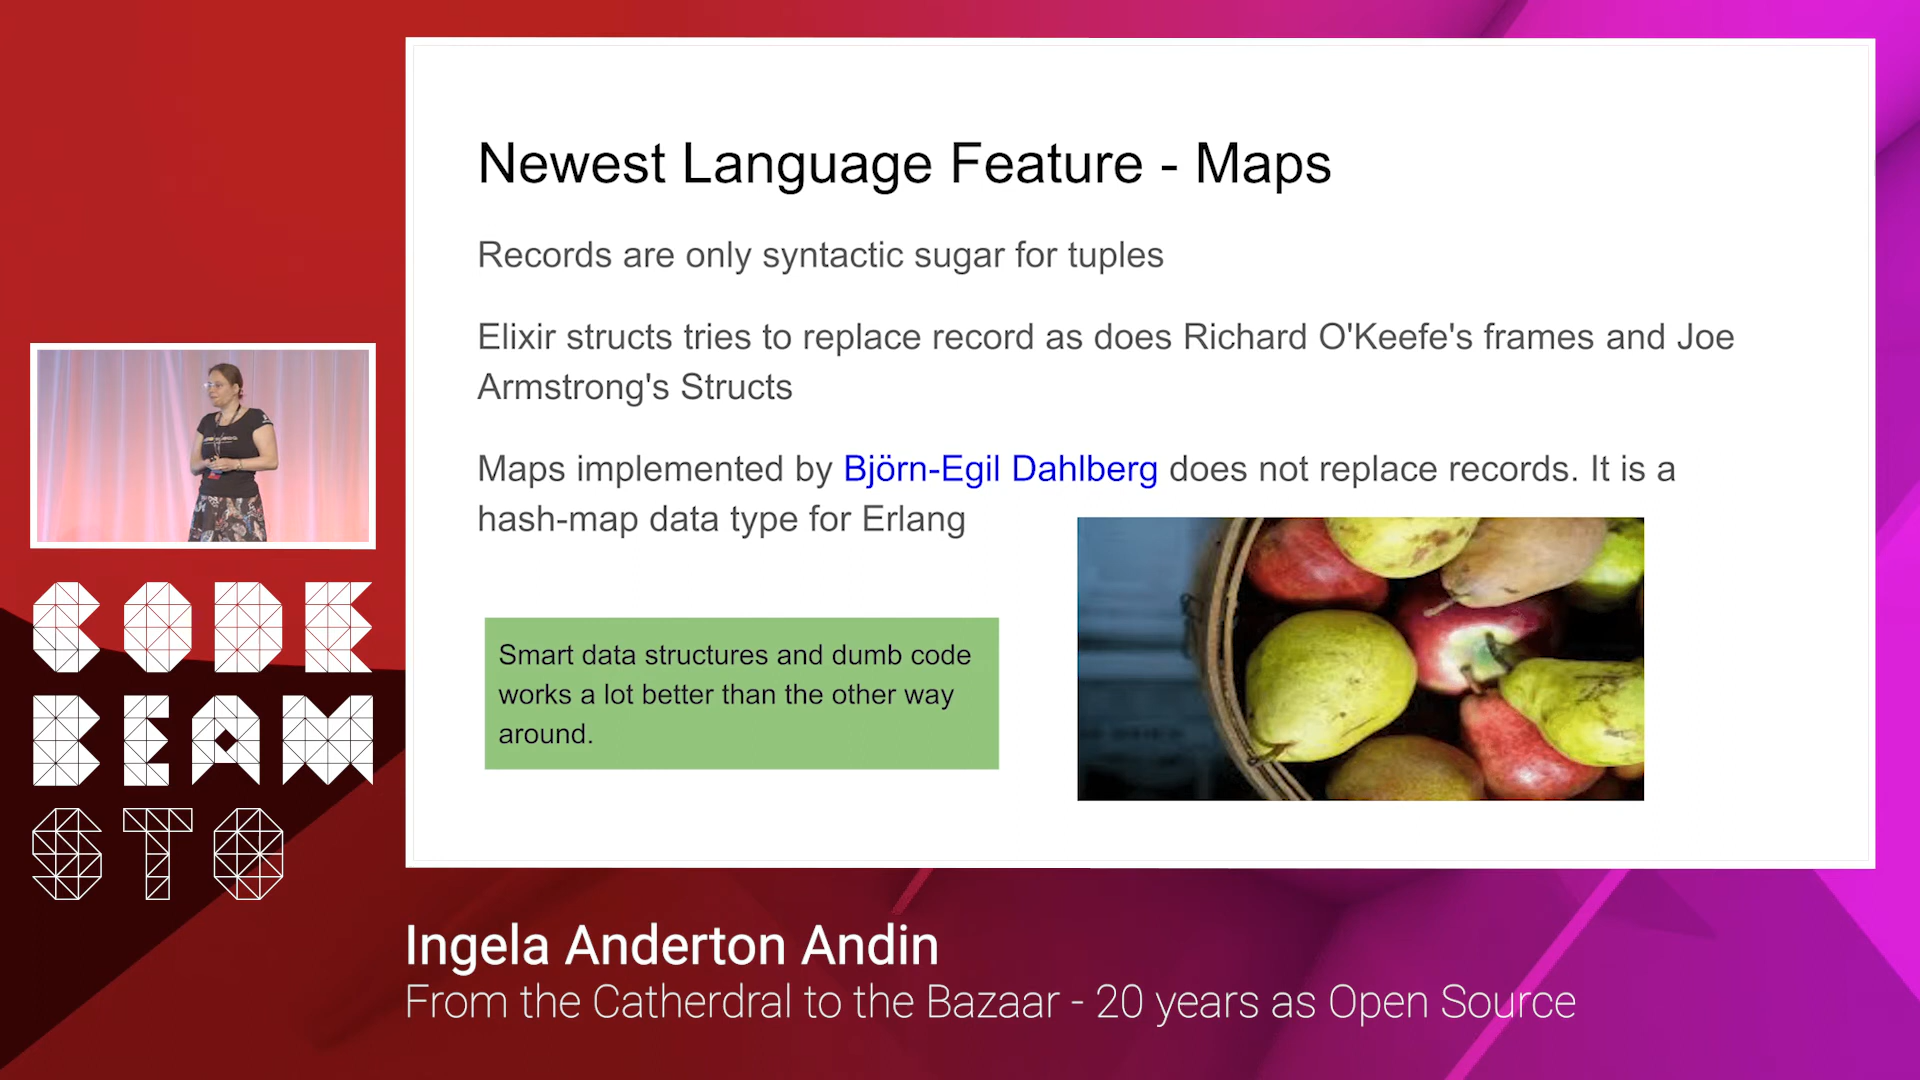 Newest Language Feature - Maps
Records are only syntactic sugar for tuples
Elixir structs tries to replace record as does Richard O'Keefe's frames and Joe
Armstrong's Structs
Maps implemented by Björn-Egil Dahlberg does not replace records. It is a
hash-map data type for Erlang
Smart data structures and dumb code
works a lot better than the other way
around.
CODE
BEAM
STO
Ingela Anderton Andin
From the Catherdral to the Bazaar - 20 years as Open Source